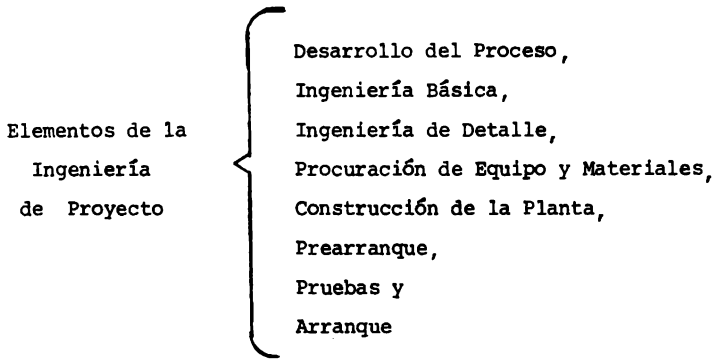 Elementos de la
Ingeniería
de Proyecto
Desarrollo del Proceso,
Ingeniería Básica,
Ingeniería de Detalle,
Procuración de Equipo y Materiales,
Construcción de la Planta,
Prearranque,
Pruebas y
Arranque